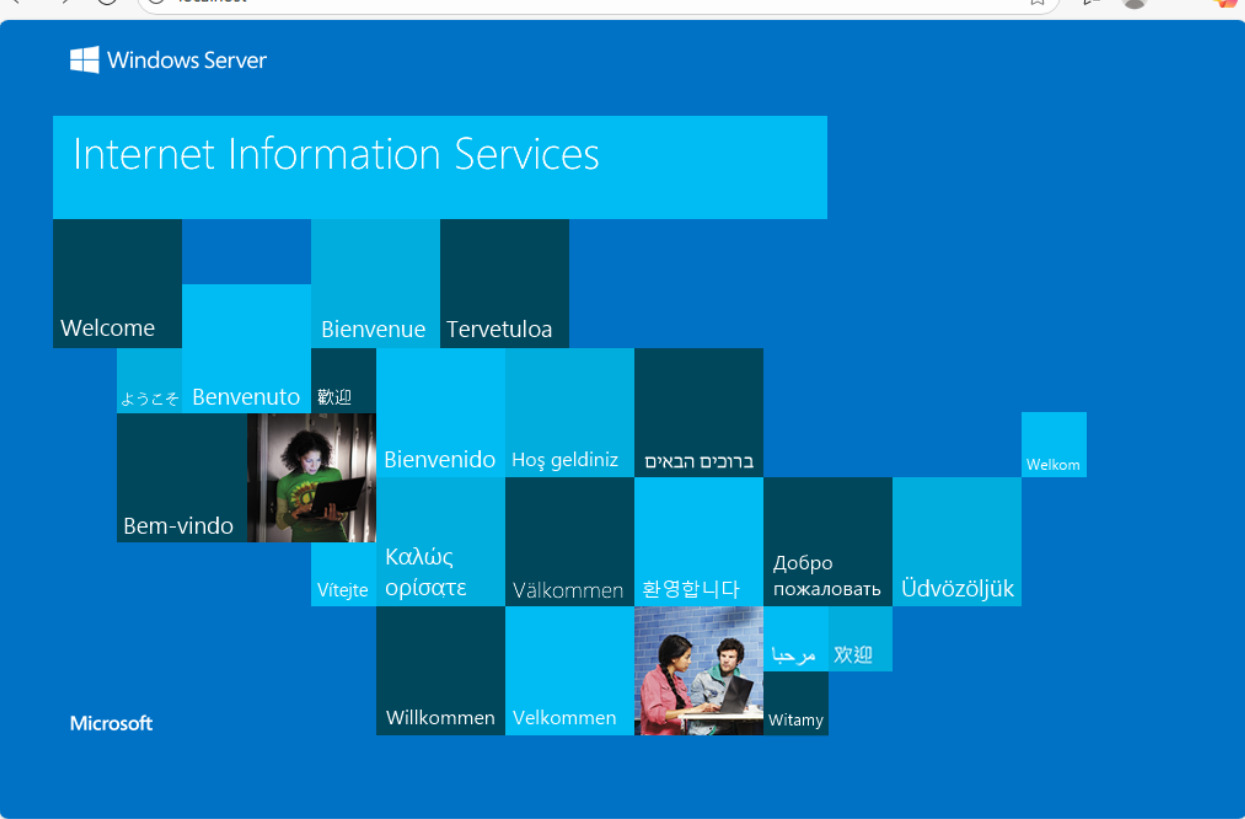 Windows Server
Internet Information Services
Welcome
Bienvenue
Tervetuloa
ようこそ
Benvenuto
歡迎
Bienvenido
Hoş geldiniz
ברוכים הבאים
Welkom
Bem-vindo
Vítejte
Καλώς
ορίσατε
Välkommen
환영합니다
Добро
пожаловать
Üdvözöljük
مرحبا
欢迎
Willkommen
Velkommen
Witamy
Microsoft